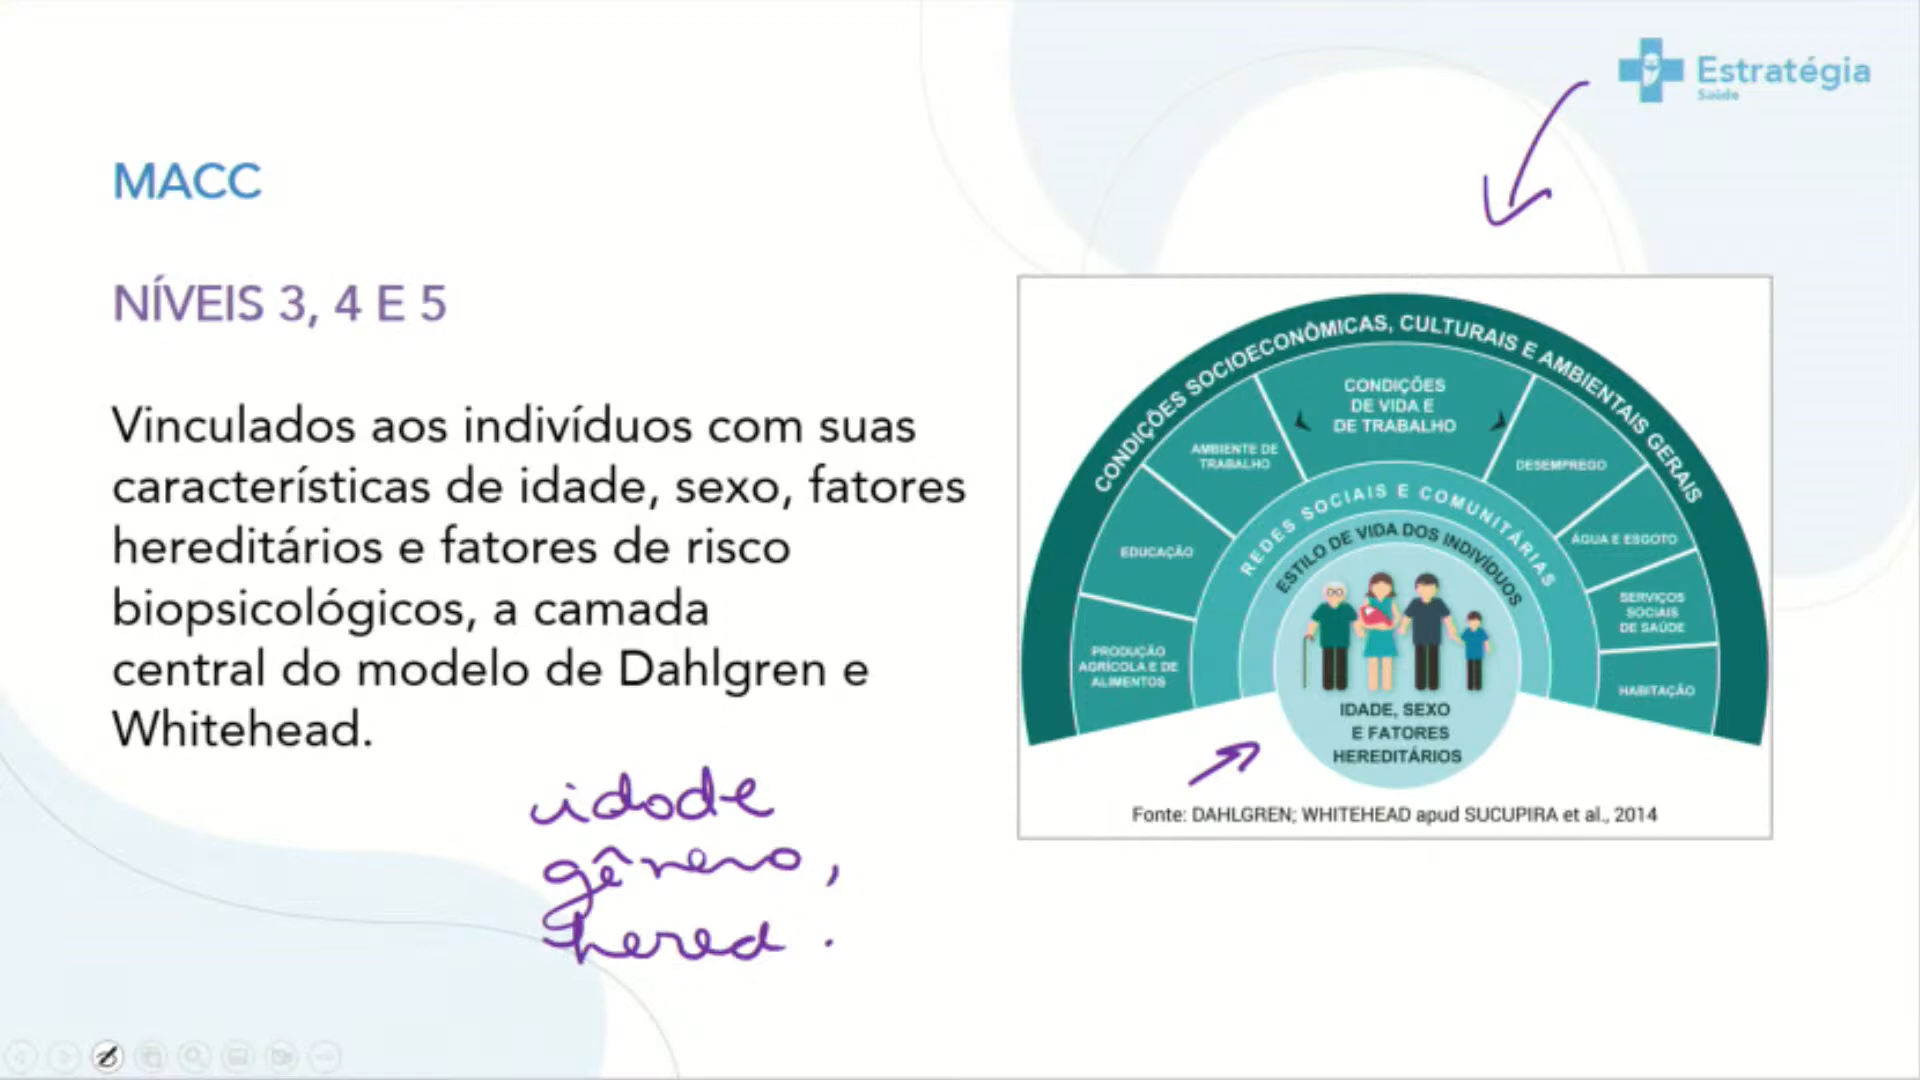 Estratégia
Saúde
MACC
NÍVEIS 3, 4 E 5
Vinculados aos indivíduos com suas
características de idade, sexo, fatores
hereditários e fatores de risco
biopsicológicos, a camada
central do modelo de Dahlgren e
Whitehead.
idade
gênero,
hered.
CONDIÇÕES SOCIOECONÔMICAS, CULTURAIS E AMBIENTAIS GERAIS
CONDIÇÕES
DE VIDA E
DE TRABALHO
AMBIENTE DE
TRABALHO
DESEMPREGO
EDUCAÇÃO
ÁGUA E ESGOTO
PRODUÇÃO
AGRÍCOLA E DE
ALIMENTOS
SERVIÇOS
SOCIAIS
DE SAÚDE
HABITAÇÃO
REDES SOCIAIS E COMUNITÁRIAS
ESTILO DE VIDA DOS INDIVÍDUOS
IDADE, SEXO
E FATORES
HEREDITÁRIOS
Fonte: DAHLGREN; WHITEHEAD apud SUCUPIRA et al., 2014